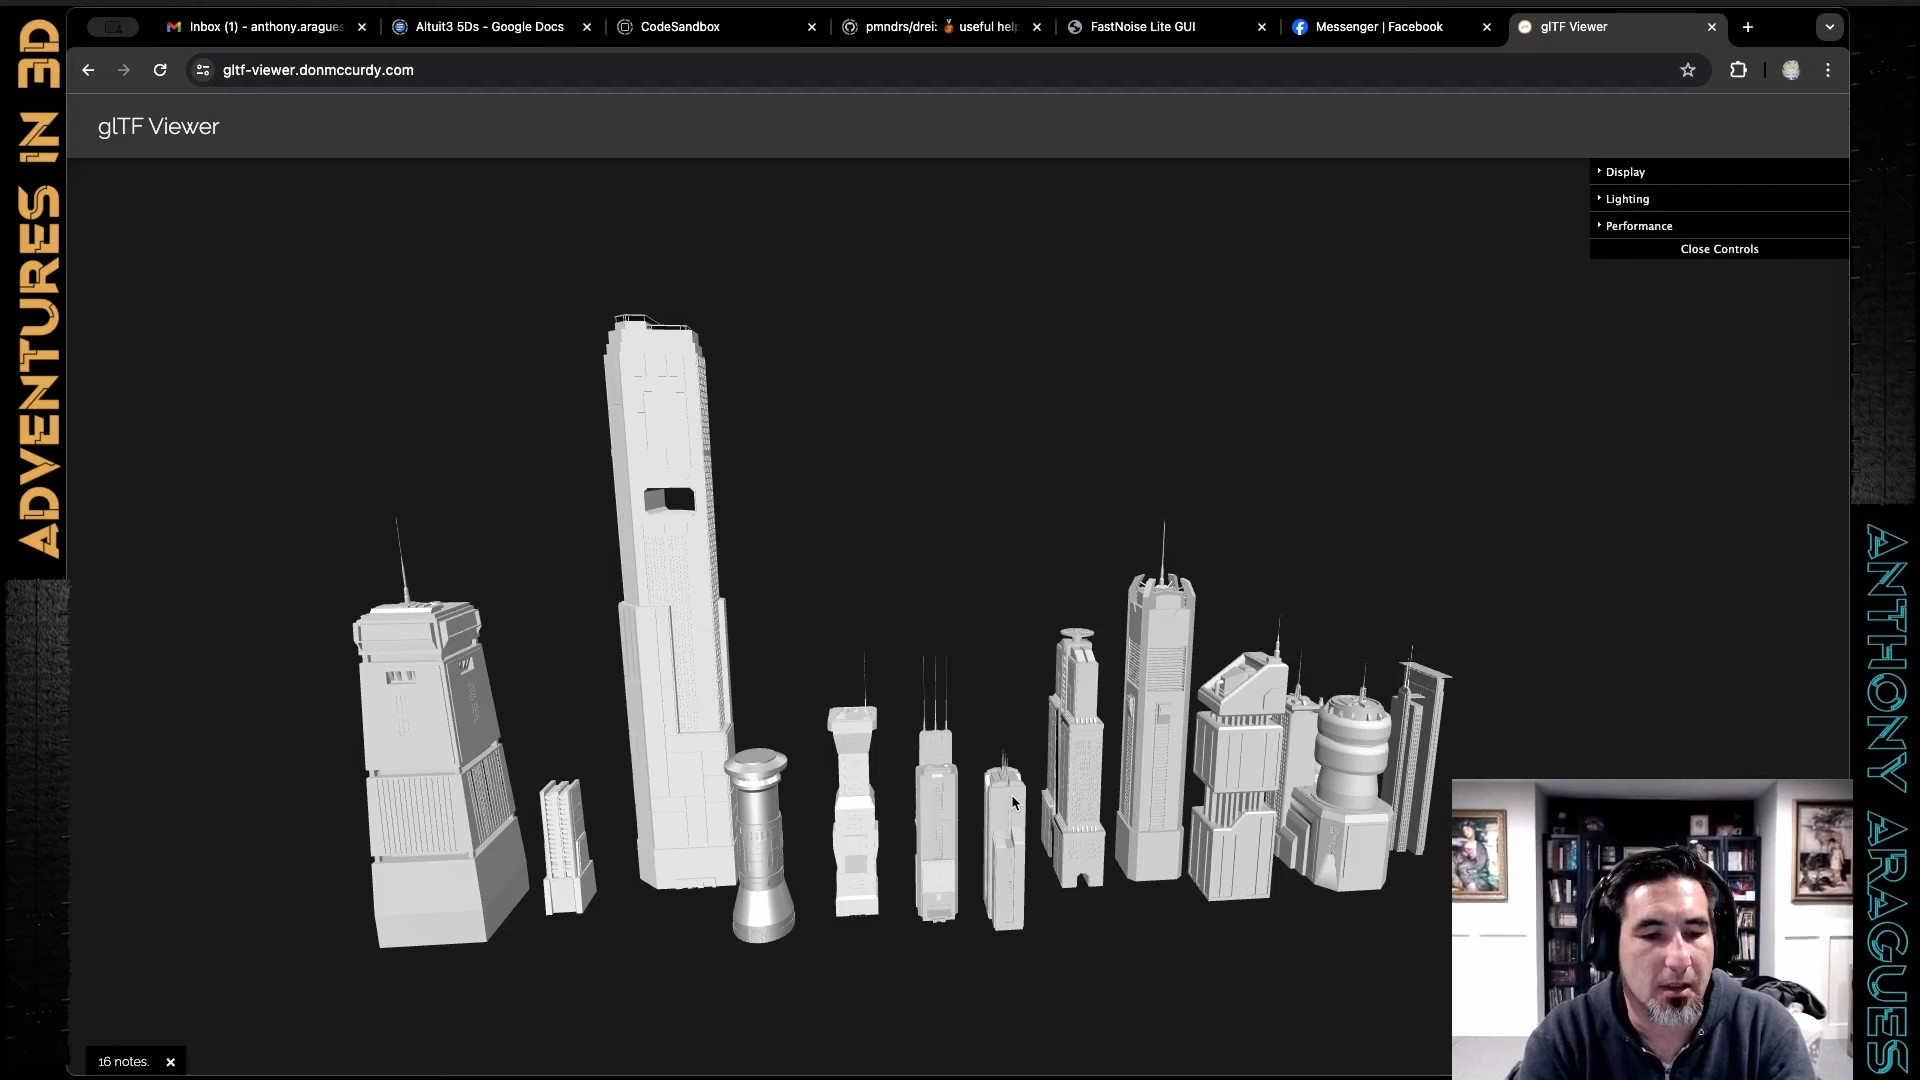 ADVENTURES IN 3D
Inbox (1) - anthony.aragues
Altuit3 5Ds - Google Docs
CodeSandbox
pmndrs/drei: 🥉 useful help
FastNoise Lite GUI
Messenger | Facebook
glTF Viewer
gltf-viewer.donmccurdy.com
glTF Viewer
Display
Lighting
Performance
Close Controls
16 notes.
ANTHONY ARAGUES